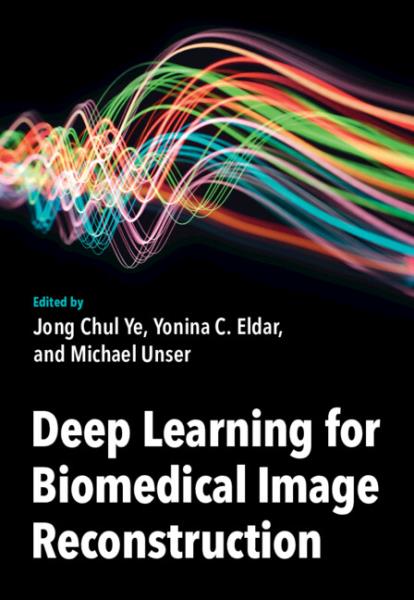 Edited by
Jong Chul Ye, Yonina C. Eldar,
and Michael Unser
Deep Learning for
Biomedical Image
Reconstruction